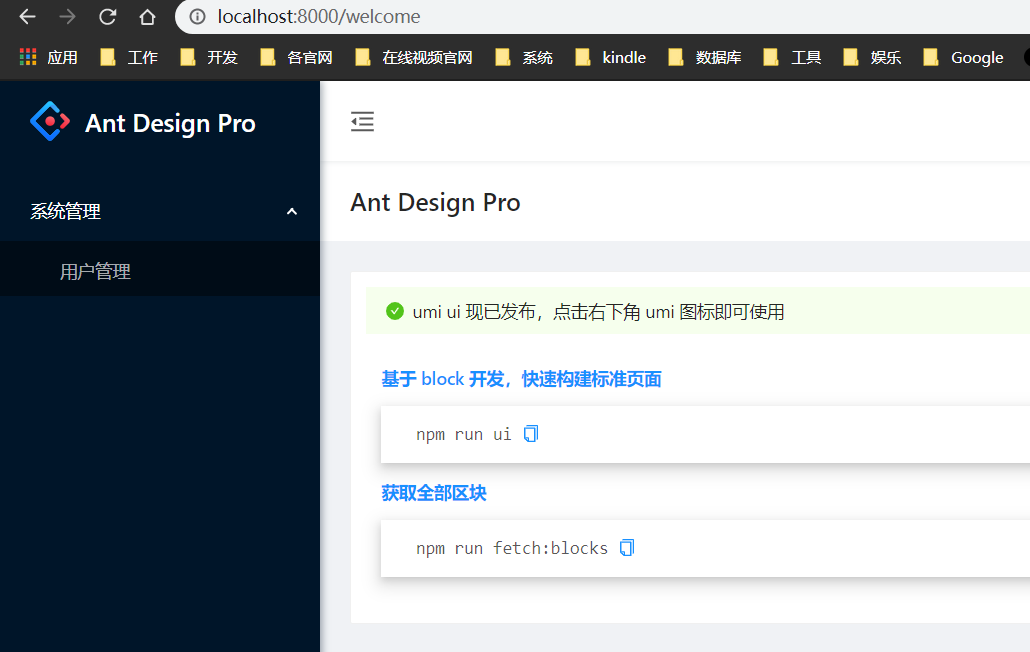 localhost:8000/welcome
应用 工作 开发 各官网 在线视频官网 系统 kindle 数据库 工具 娱乐 Google
Ant Design Pro
系统管理
用户管理
Ant Design Pro
umi ui 现已发布，点击右下角 umi 图标即可使用
基于 block 开发，快速构建标准页面
npm run ui
获取全部区块
npm run fetch:blocks